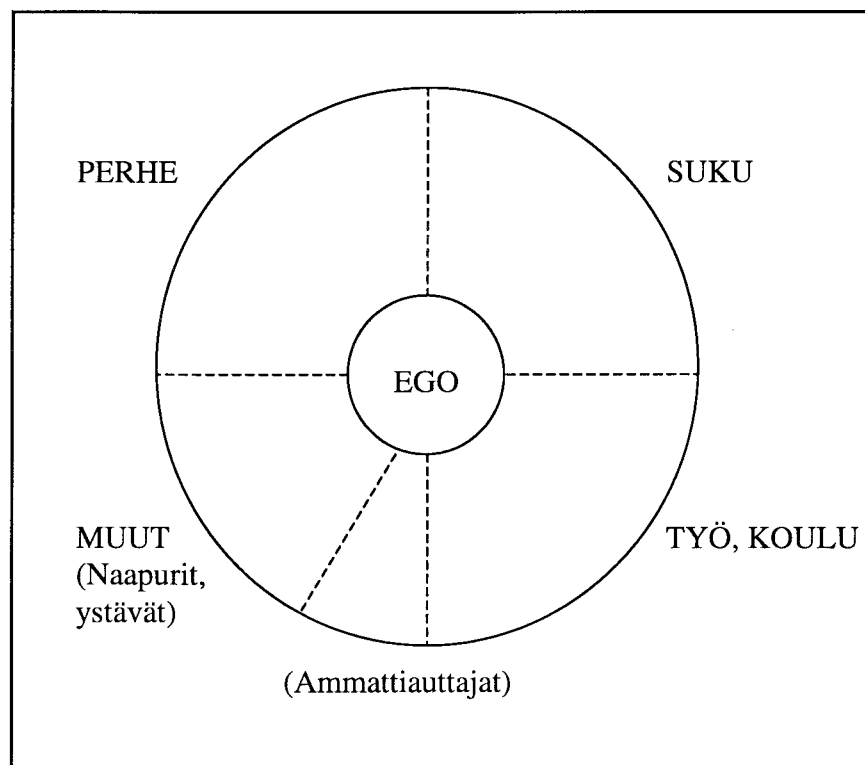 PERHE
SUKU
EGO
MUUT
(Naapurit,
ystävät)
TYÖ, KOULU
(Ammattiauttajat)